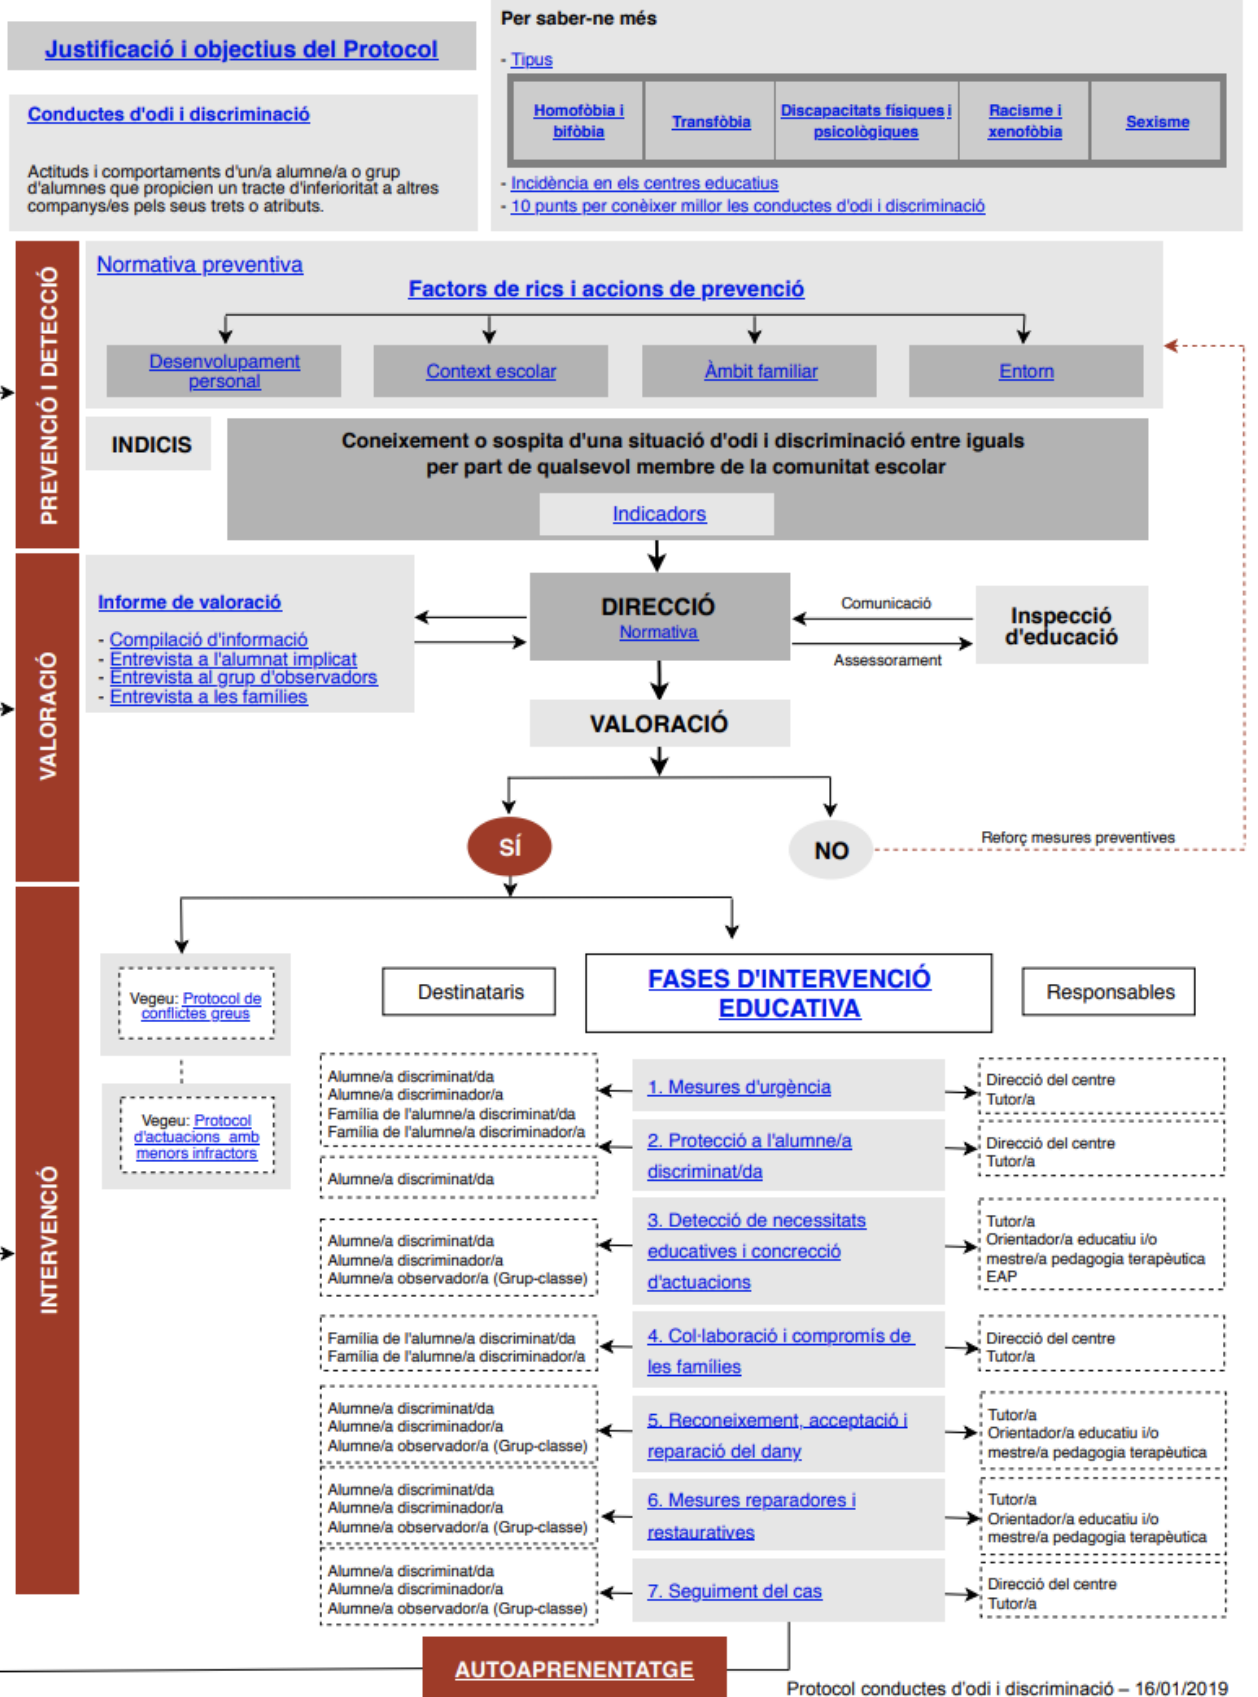 Justificació i objectius del Protocol
Conductes d'odi i discriminació
Actituds i comportaments d'un/a alumne/a o grup
d'alumnes que propicien un tracte d'inferioritat a altres
companys/es pels seus trets o atributs.
Per saber-ne més
- Tipus
Homofòbia i
bifòbia
Transfòbia
Discapacitats físiques i
psicològiques
Racisme i
xenofòbia
Sexisme
- Incidència en els centres educatius
- 10 punts per conèixer millor les conductes d'odi i discriminació
PREVENCIÓ I DETECCIÓ
Normativa preventiva
Factors de rics i accions de prevenció
Desenvolupament
personal
Context escolar
Àmbit familiar
Entorn
INDICIS
Coneixement o sospita d'una situació d'odi i discriminació entre iguals
per part de qualsevol membre de la comunitat escolar
Indicadors
VALORACIÓ
Informe de valoració
- Compilació d'informació
- Entrevista a l'alumnat implicat
- Entrevista al grup d'observadors
- Entrevista a les famílies
DIRECCIÓ
Normativa
Comunicació
Assessorament
Inspecció
d'educació
VALORACIÓ
SÍ
NO
Reforç mesures preventives
INTERVENCIÓ
Vegeu: Protocol de
conflictes greus
Vegeu: Protocol
d'actuacions amb
menors infractors
Destinataris
FASES D'INTERVENCIÓ
EDUCATIVA
Responsables
Alumne/a discriminat/da
Alumne/a discriminador/a
Família de l'alumne/a discriminat/da
Família de l'alumne/a discriminador/a
1. Mesures d'urgència
Direcció del centre
Tutor/a
Alumne/a discriminat/da
2. Protecció a l'alumne/a
discriminat/da
Direcció del centre
Tutor/a
Alumne/a discriminat/da
Alumne/a discriminador/a
Alumne/a observador/a (Grup-classe)
3. Detecció de necessitats
educatives i concrecció
d'actuacions
Tutor/a
Orientador/a educatiu i/o
mestre/a pedagogia terapèutica
EAP
Família de l'alumne/a discriminat/da
Família de l'alumne/a discriminador/a
4. Col·laboració i compromís de
les famílies
Direcció del centre
Tutor/a
Alumne/a discriminat/da
Alumne/a discriminador/a
Alumne/a observador/a (Grup-classe)
5. Reconeixement, acceptació i
reparació del dany
Tutor/a
Orientador/a educatiu i/o
mestre/a pedagogia terapèutica
Alumne/a discriminat/da
Alumne/a discriminador/a
Alumne/a observador/a (Grup-classe)
6. Mesures reparadores i
restauratives
Tutor/a
Orientador/a educatiu i/o
mestre/a pedagogia terapèutica
Alumne/a discriminat/da
Alumne/a discriminador/a
Alumne/a observador/a (Grup-classe)
7. Seguiment del cas
Direcció del centre
Tutor/a
AUTOAPRENENTATGE
Protocol conductes d'odi i discriminació – 16/01/2019